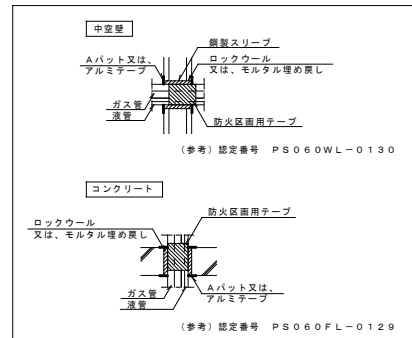 中空壁
鋼製スリーブ
Aパット又は、
アルミテープ
ロックウール
又は、モルタル埋め戻し
ガス管
液管
防火区画用テープ
(参考)認定番号 PS060WL-0130
コンクリート
防火区画用テープ
ロックウール
又は、モルタル埋め戻し
ガス管
液管
Aパット又は、
アルミテープ
(参考)認定番号 PS060FL-0129